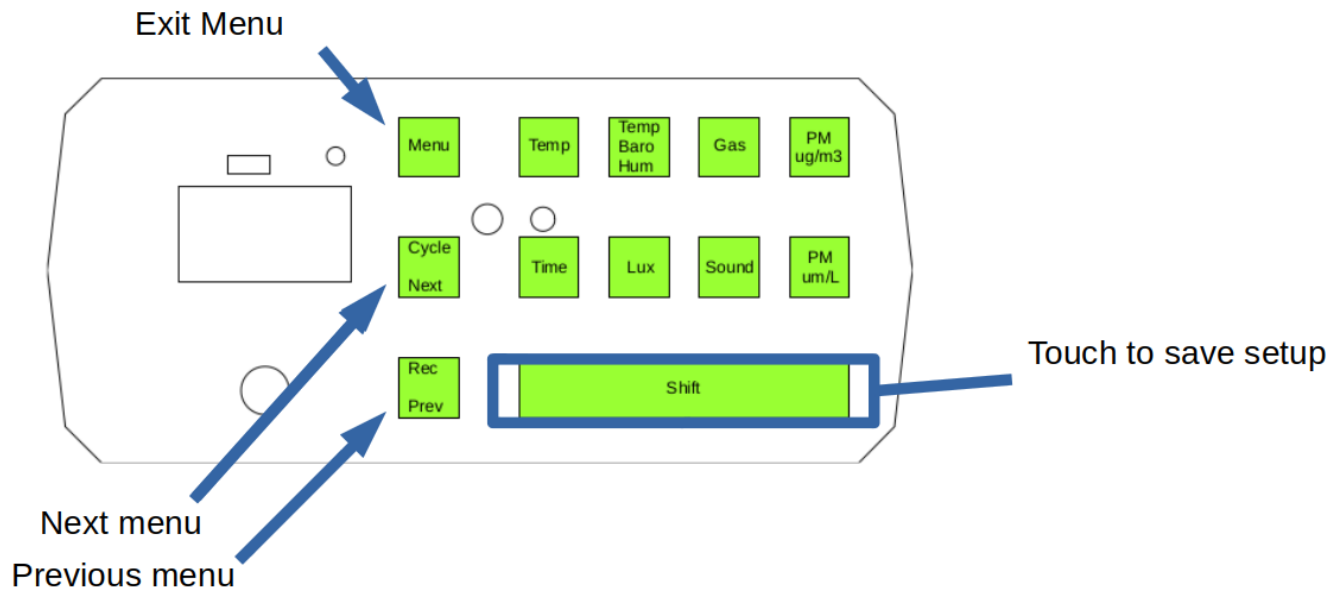 Exit Menu
Menu
Temp
Temp
Baro
Hum
Gas
PM
ug/m3
Cycle
Next
Time
Lux
Sound
PM
um/L
Rec
Prev
Shift
Touch to save setup
Next menu
Previous menu